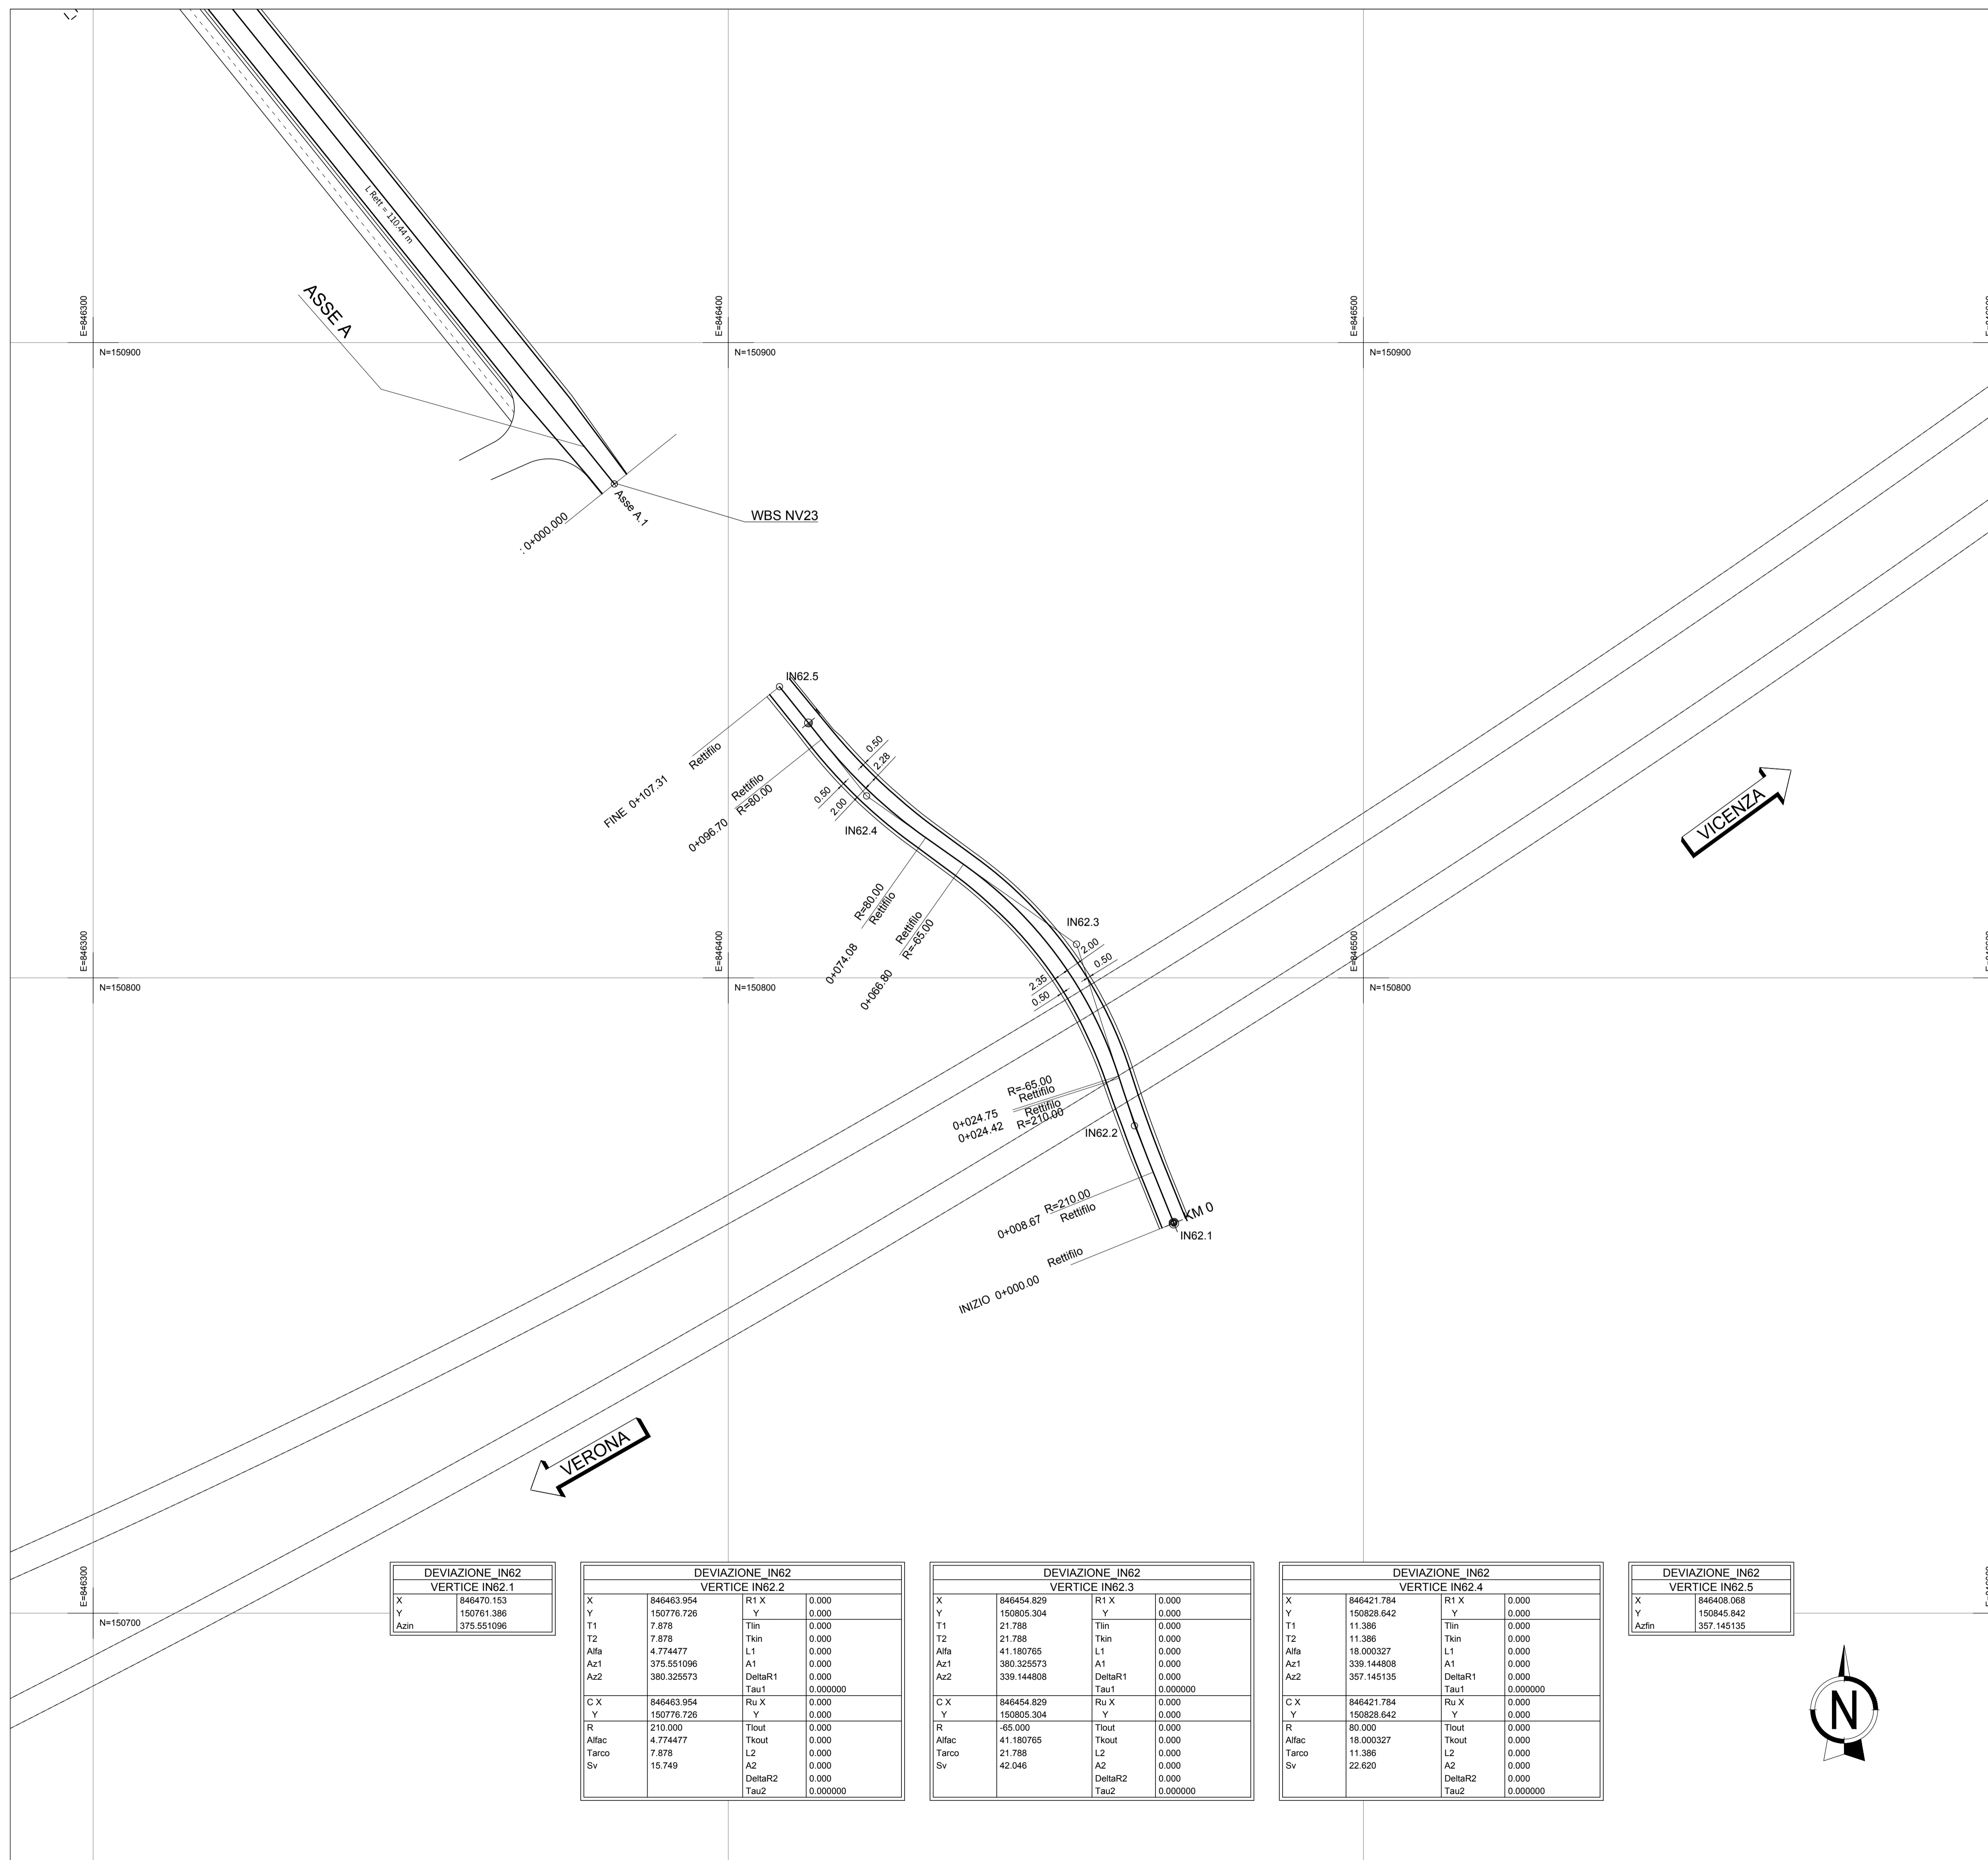 L Rett = 110.44 m
ASSE A
E=846300
N=150900
E=846400
N=150900
E=846500
N=150900
Asse A.1
WBS NV23
: 0+000.000
IN62.5
FINE 0+107.31
Rettifilo
0+096.70
Rettifilo
R=80.00
0.50
2.28
0.50
2.00
IN62.4
VICENZA
0+074.08
R=80.00
Rettifilo
0+066.80
Rettifilo
R=-65.00
IN62.3
2.00
0.50
2.35
0.50
E=846300
N=150800
E=846400
N=150800
E=846500
N=150800
0+024.75
R=-65.00
Rettifilo
0+024.42
Rettifilo
R=210.00
IN62.2
0+008.67
R=210.00
Rettifilo
KM 0
IN62.1
Rettifilo
INIZIO 0+000.00
VERONA
E=846300
N=150700
DEVIAZIONE_IN62
VERTICE IN62.1
X 846470.153
Y 150761.386
Azin 375.551096
DEVIAZIONE_IN62
VERTICE IN62.2
X 846463.954 R1 X 0.000
Y 150776.726 Y 0.000
T1 7.878 Tlin 0.000
T2 7.878 Tkin 0.000
Alfa 4.774477 L1 0.000
Az1 375.551096 A1 0.000
Az2 380.325573 DeltaR1 0.000
Tau1 0.000000
C X 846463.954 Ru X 0.000
Y 150776.726 Y 0.000
R 210.000 Tlout 0.000
Alfac 4.774477 Tkout 0.000
Tarco 7.878 L2 0.000
Sv 15.749 A2 0.000
DeltaR2 0.000
Tau2 0.000000
DEVIAZIONE_IN62
VERTICE IN62.3
X 846454.829 R1 X 0.000
Y 150805.304 Y 0.000
T1 21.788 Tlin 0.000
T2 21.788 Tkin 0.000
Alfa 41.180765 L1 0.000
Az1 380.325573 A1 0.000
Az2 339.144808 DeltaR1 0.000
Tau1 0.000000
C X 846454.829 Ru X 0.000
Y 150805.304 Y 0.000
R -65.000 Tlout 0.000
Alfac 41.180765 Tkout 0.000
Tarco 21.788 L2 0.000
Sv 42.046 A2 0.000
DeltaR2 0.000
Tau2 0.000000
DEVIAZIONE_IN62
VERTICE IN62.4
X 846421.784 R1 X 0.000
Y 150828.642 Y 0.000
T1 11.386 Tlin 0.000
T2 11.386 Tkin 0.000
Alfa 18.000327 L1 0.000
Az1 339.144808 A1 0.000
Az2 357.145135 DeltaR1 0.000
Tau1 0.000000
C X 846421.784 Ru X 0.000
Y 150828.642 Y 0.000
R 80.000 Tlout 0.000
Alfac 18.000327 Tkout 0.000
Tarco 11.386 L2 0.000
Sv 22.620 A2 0.000
DeltaR2 0.000
Tau2 0.000000
DEVIAZIONE_IN62
VERTICE IN62.5
X 846408.068
Y 150845.842
Azfin 357.145135
N